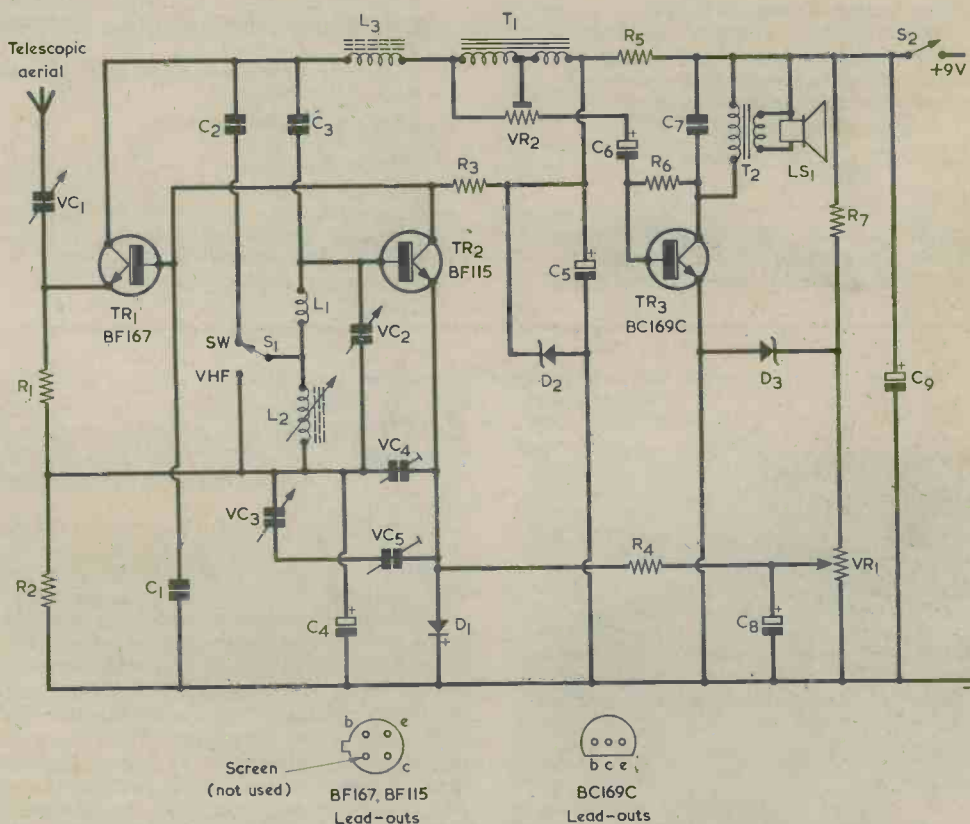 L3
T1
S2
Telescopic
aerial
R5
+9V
C2
C3
VR2
C6
C7
T2
LS1
R3
R6
VC1
R7
TR1
BF167
TR2
BF115
C5
TR3
BC169C
L1
VC2
SW
S1
VHF
D2
D3
C9
R1
L2
VC4
VC3
VC5
R2
C1
R4
VR1
C4
D1
C8
b e
c
Screen
(not used)
b c e
BF167, BF115
Lead-outs
BC169C
Lead-outs